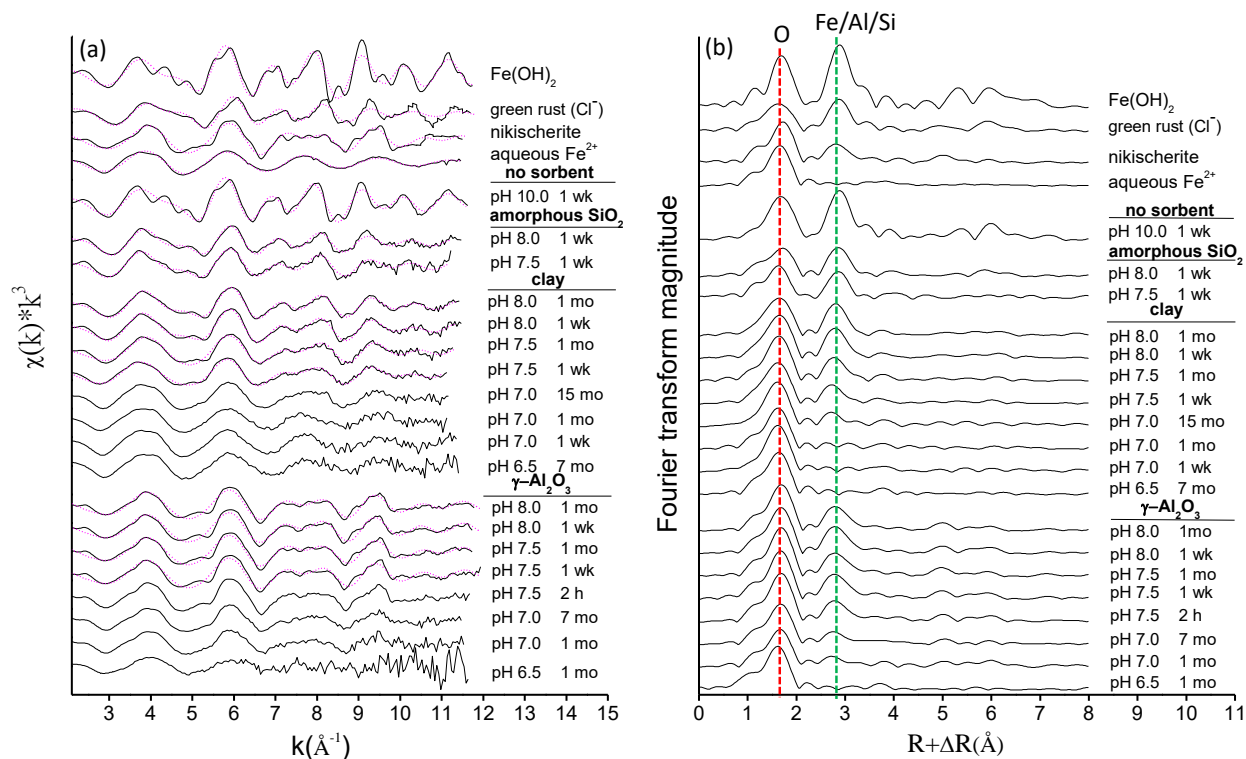 (a)
χ(k)*k³
Fe(OH)₂
green rust (Cl⁻)
nikischerite
aqueous Fe²⁺
no sorbent
pH 10.0 1 wk
amorphous SiO₂
pH 8.0 1 wk
pH 7.5 1 wk
clay
pH 8.0 1 mo
pH 8.0 1 wk
pH 7.5 1 mo
pH 7.5 1 wk
pH 7.0 15 mo
pH 7.0 1 mo
pH 7.0 1 wk
pH 6.5 7 mo
γ–Al₂O₃
pH 8.0 1 mo
pH 8.0 1 wk
pH 7.5 1 mo
pH 7.5 1 wk
pH 7.5 2 h
pH 7.0 7 mo
pH 7.0 1 mo
pH 6.5 1 mo
3 4 5 6 7 8 9 10 11 12 13 14 15
k(Å⁻¹)
O
Fe/Al/Si
(b)
Fourier transform magnitude
Fe(OH)₂
green rust (Cl⁻)
nikischerite
aqueous Fe²⁺
no sorbent
pH 10.0 1 wk
amorphous SiO₂
pH 8.0 1 wk
pH 7.5 1 wk
clay
pH 8.0 1 mo
pH 8.0 1 wk
pH 7.5 1 mo
pH 7.5 1 wk
pH 7.0 15 mo
pH 7.0 1 mo
pH 7.0 1 wk
pH 6.5 7 mo
γ–Al₂O₃
pH 8.0 1mo
pH 8.0 1 wk
pH 7.5 1 mo
pH 7.5 1 wk
pH 7.5 2 h
pH 7.0 7 mo
pH 7.0 1 mo
pH 6.5 1 mo
0 1 2 3 4 5 6 7 8 9 10 11
R+ΔR(Å)